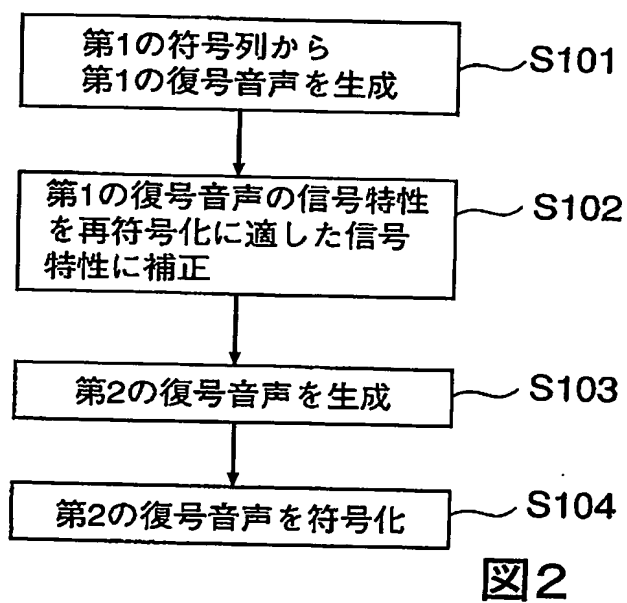 第1の符号列から
第1の復号音声を生成
S101
第1の復号音声の信号特性
を再符号化に適した信号
特性に補正
S102
第2の復号音声を生成
S103
第2の復号音声を符号化
S104
図2